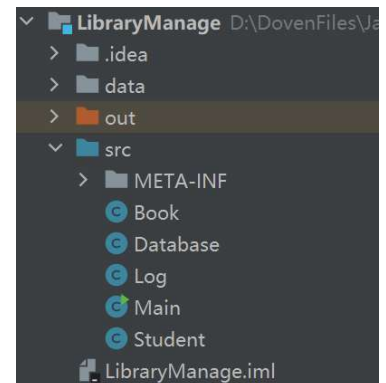 LibraryManage D:\DovenFiles\Ja
.idea
data
out
src
META-INF
C Book
C Database
C Log
C Main
C Student
LibraryManage.iml